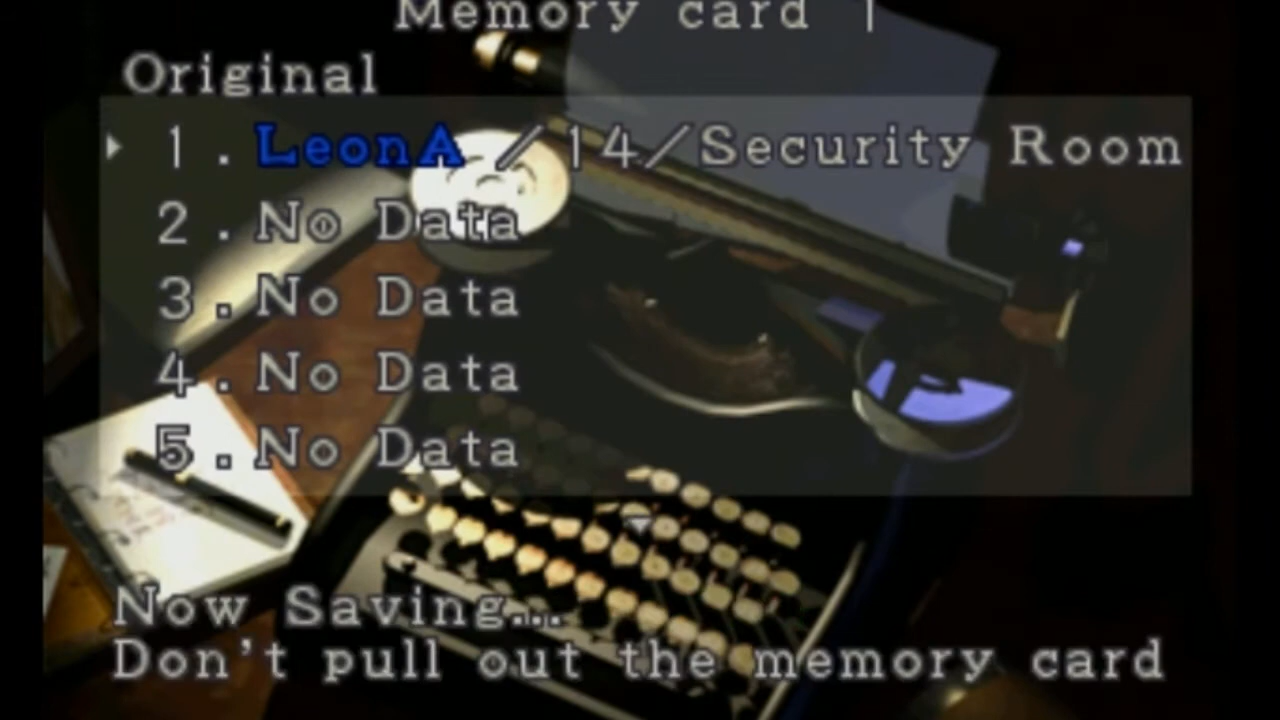 Memory card 1
Original
1. LeonA /14/Security Room
2. No Data
3. No Data
4. No Data
5. No Data
Now Saving...
Don't pull out the memory card